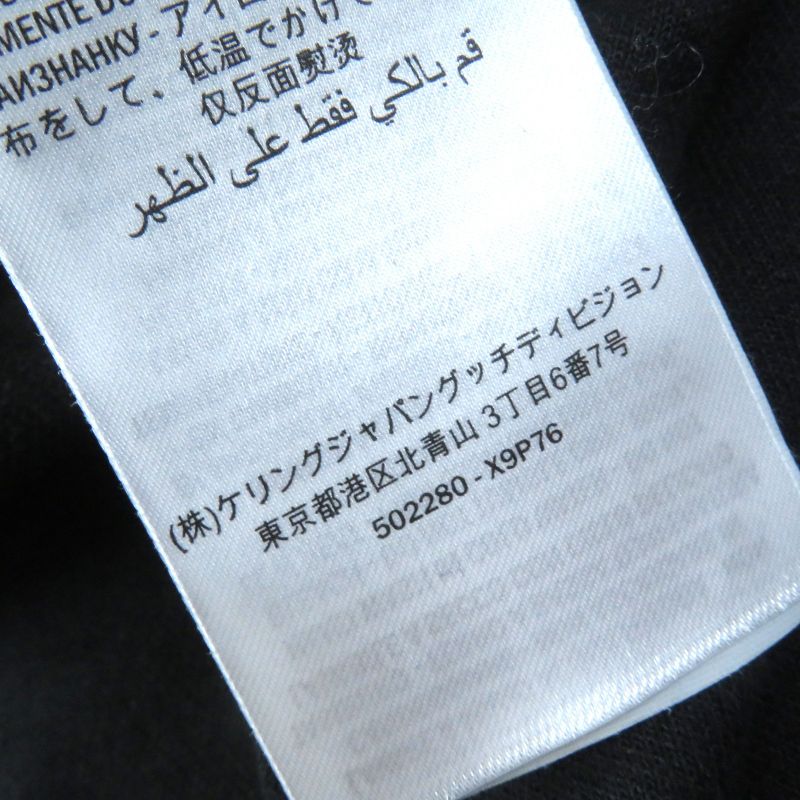 MENTE DU
АИЗНАНКУ - アイロ
布をして、低温でかけて
仅反面熨烫
قم بالكي فقط على الظهر
(株)ケリングジャパングッチディビジョン
東京都港区北青山 3丁目6番7号
502280 - X9P76